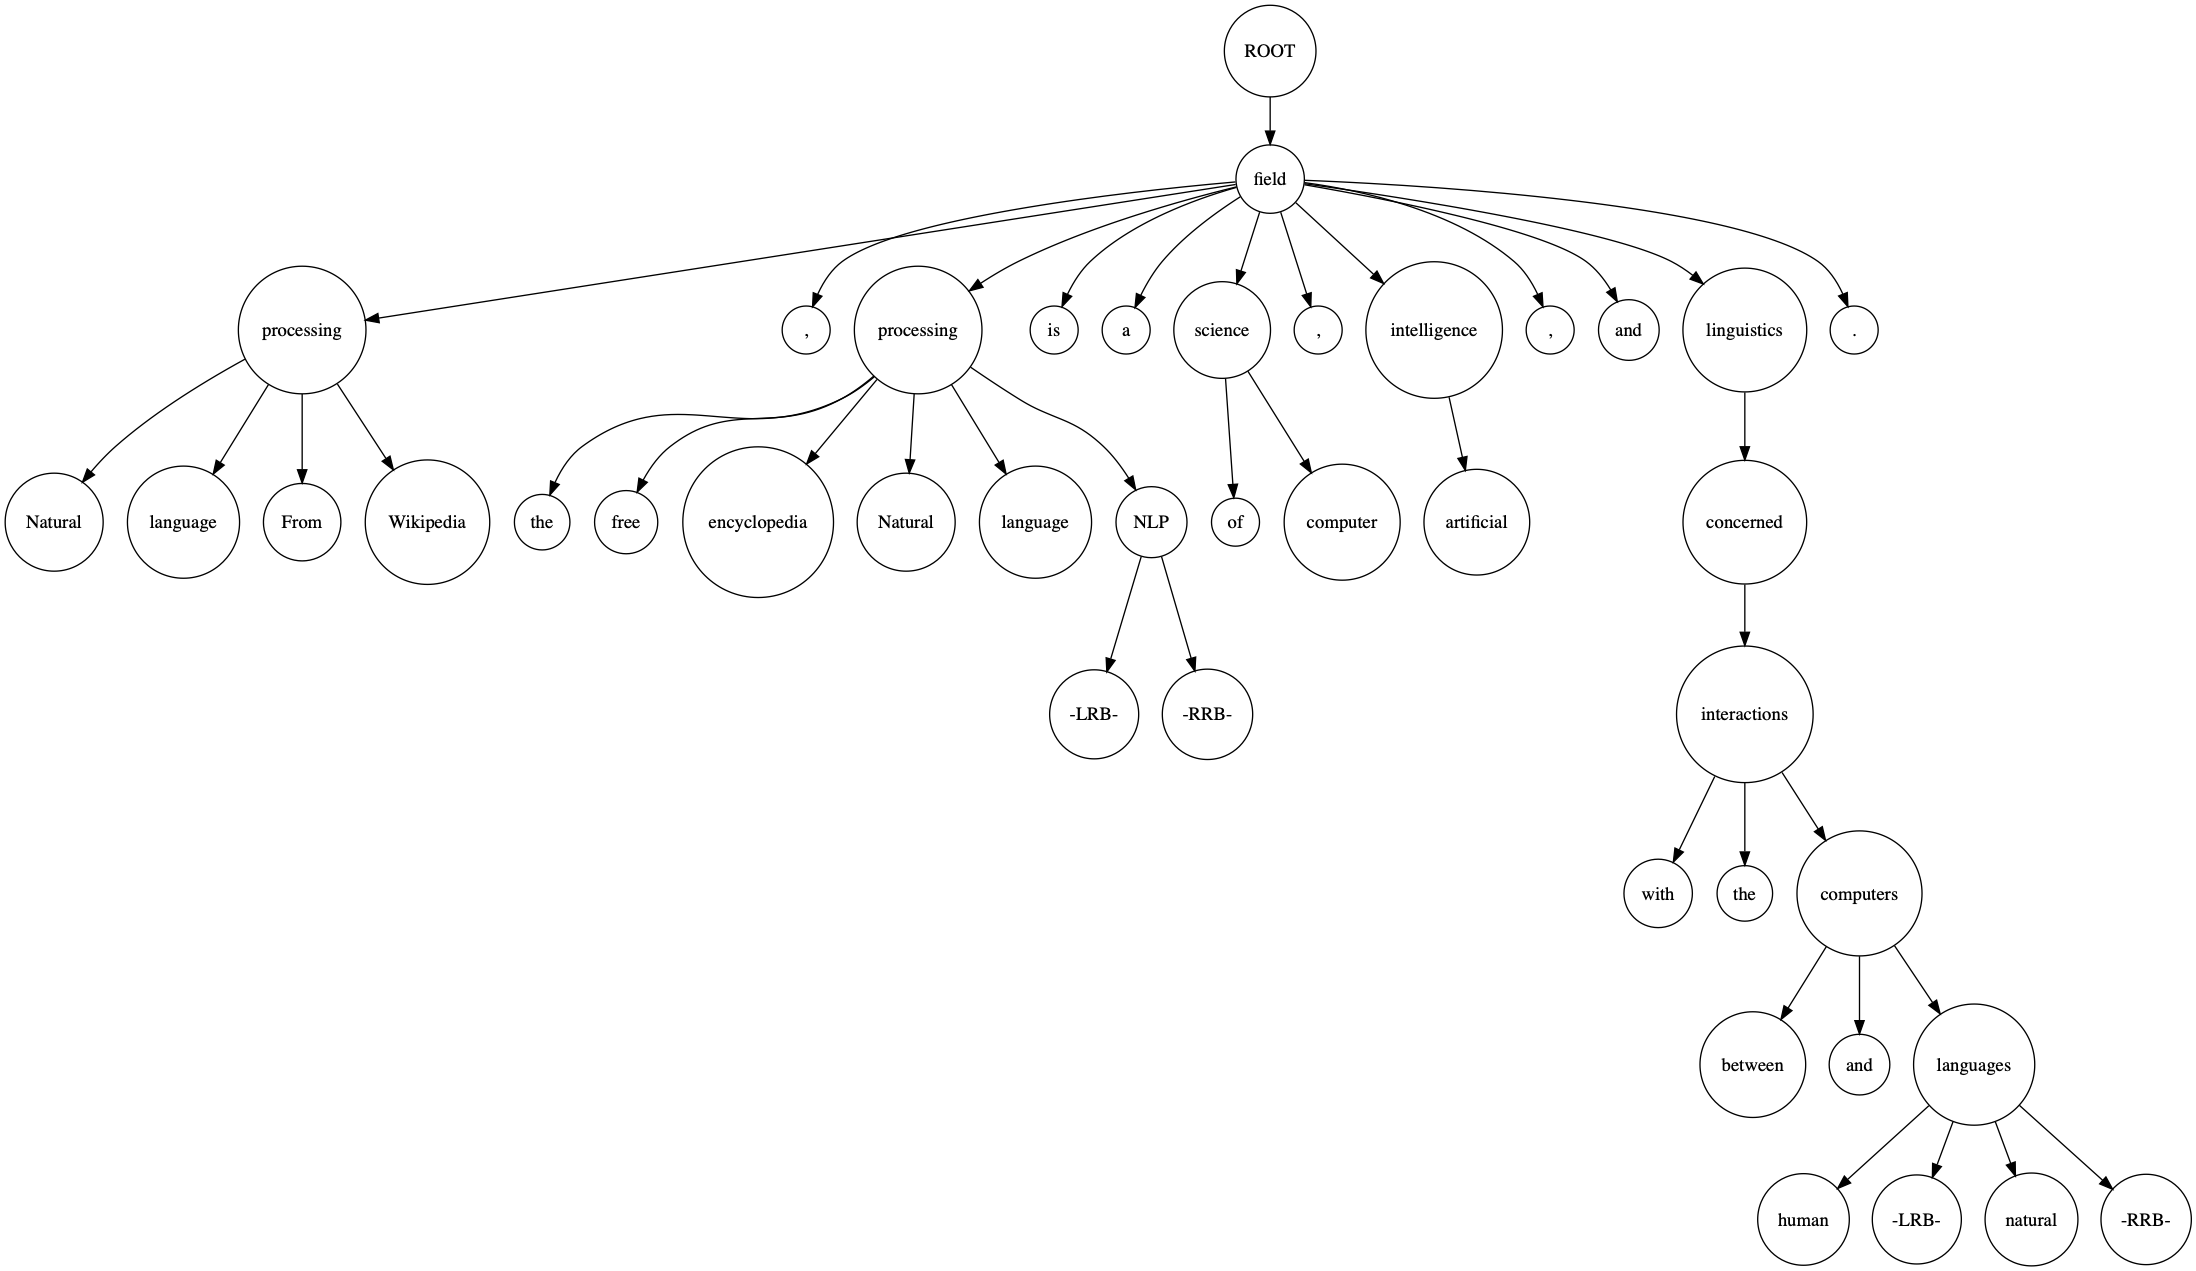 ROOT
field
processing
,
processing
is
a
science
,
intelligence
,
and
linguistics
.
Natural
language
From
Wikipedia
the
free
encyclopedia
Natural
language
NLP
of
computer
artificial
concerned
-LRB-
-RRB-
interactions
with
the
computers
between
and
languages
human
-LRB-
natural
-RRB-